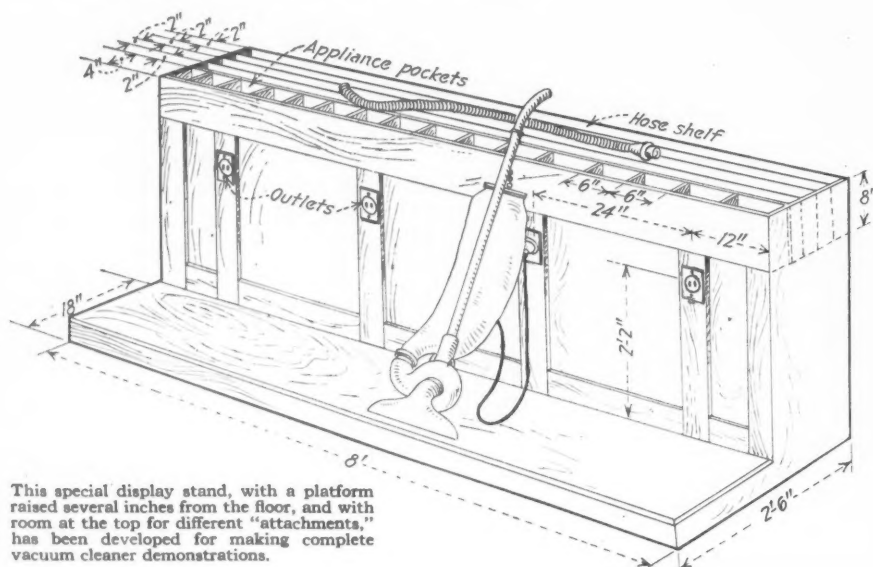 2"
2"
2"
4"
2"
Appliance pockets
Hose shelf
8"
6"
6"
24"
12"
Outlets
18"
2'-2"
8'
2'-6"
This special display stand, with a platform
raised several inches from the floor, and with
room at the top for different "attachments,"
has been developed for making complete
vacuum cleaner demonstrations.